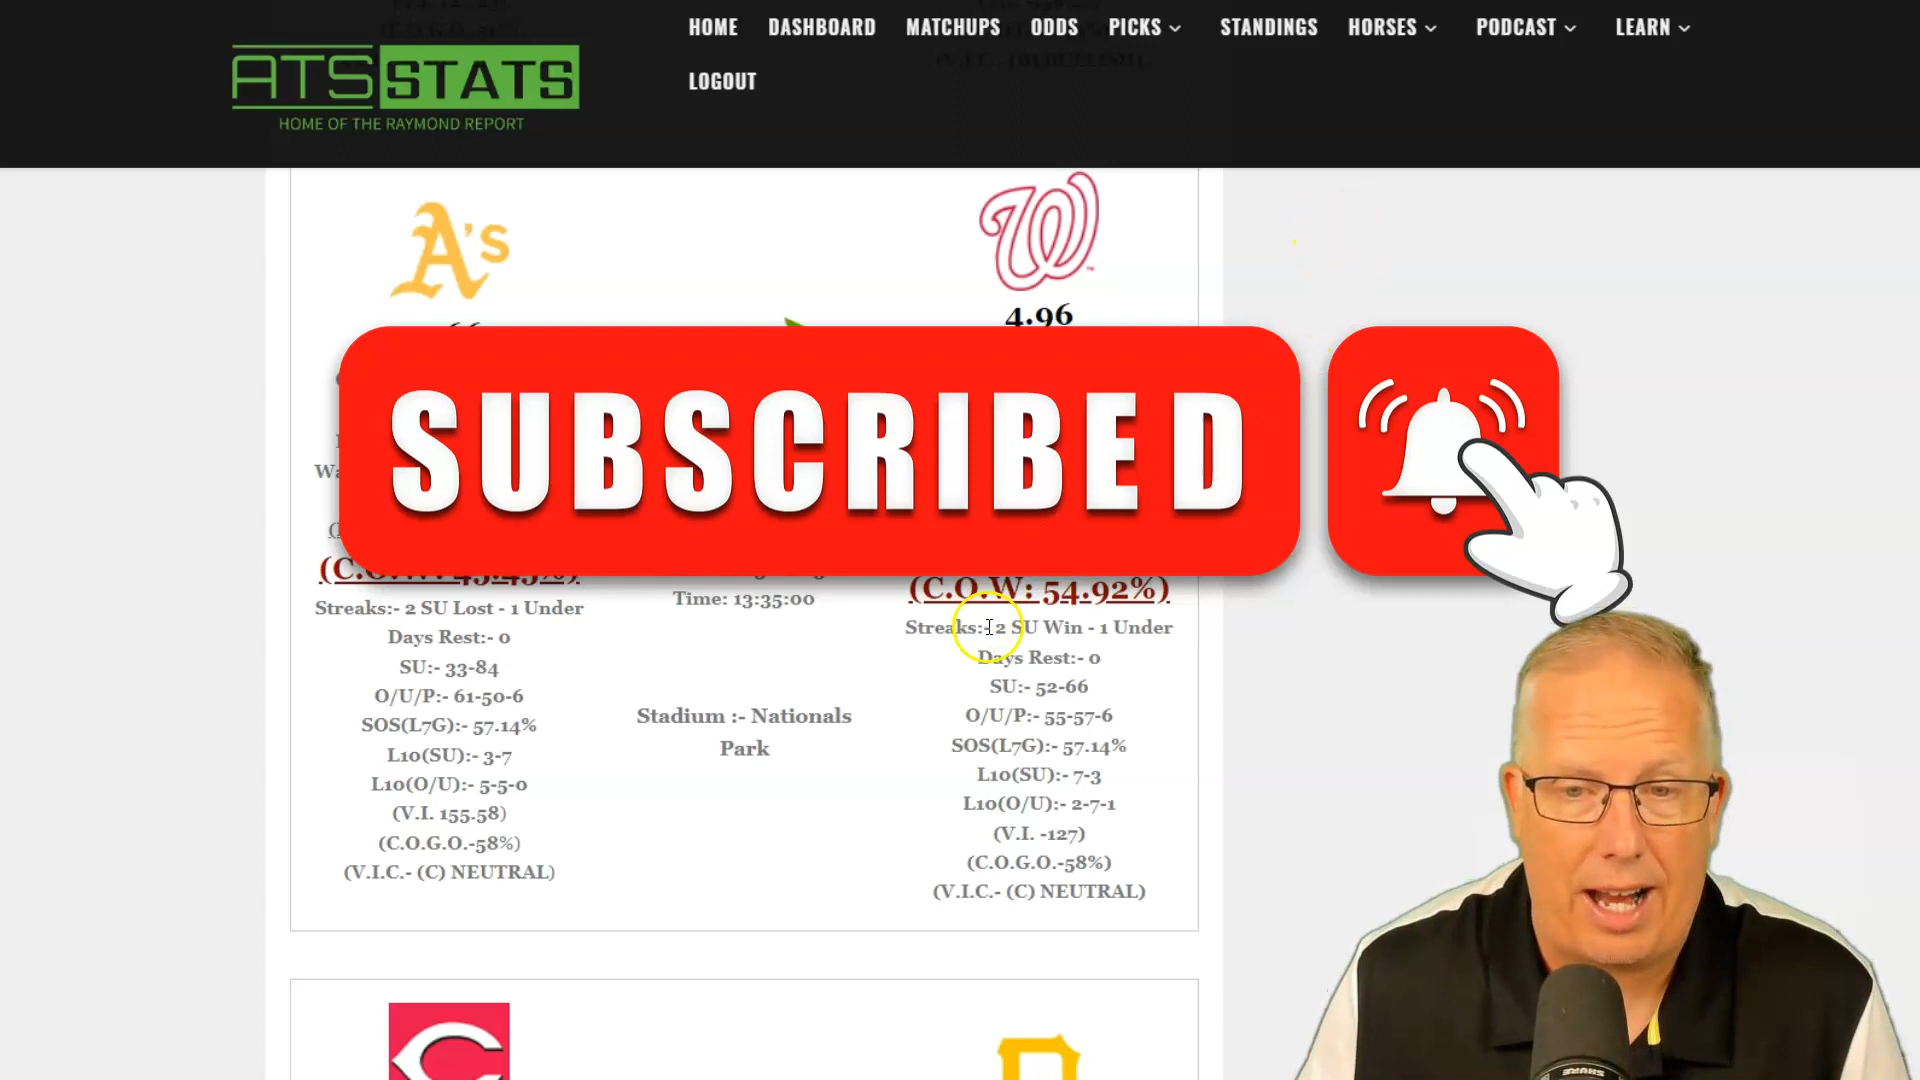 HOME DASHBOARD MATCHUPS ODDS PICKS STANDINGS HORSES PODCAST LEARN
LOGOUT
ATS STATS
HOME OF THE RAYMOND REPORT
A's
W
4.96
SUBSCRIBED
(C.O.W: 54.92%)
Time: 13:35:00
Streaks:- 2 SU Lost - 1 Under
Days Rest:- 0
SU:- 33-84
O/U/P:- 61-50-6
SOS(L7G):- 57.14%
L10(SU):- 3-7
L10(O/U):- 5-5-0
(V.I. 155.58)
(C.O.G.O.-58%)
(V.I.C.- (C) NEUTRAL)
Stadium :- Nationals
Park
Streaks:- 2 SU Win - 1 Under
Days Rest:- 0
SU:- 52-66
O/U/P:- 55-57-6
SOS(L7G):- 57.14%
L10(SU):- 7-3
L10(O/U):- 2-7-1
(V.I. -127)
(C.O.G.O.-58%)
(V.I.C.- (C) NEUTRAL)
SHURE